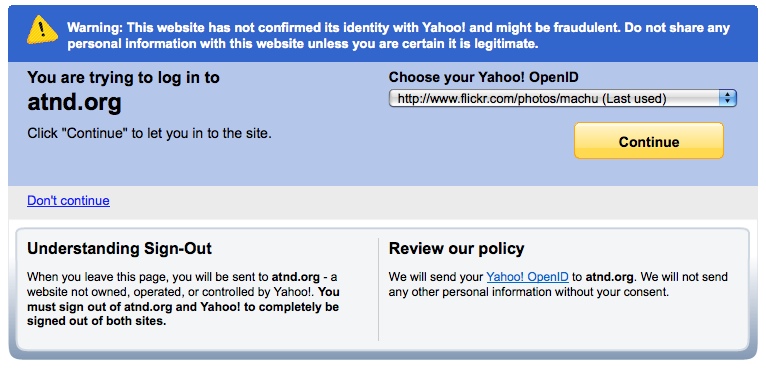 Warning: This website has not confirmed its identity with Yahoo! and might be fraudulent. Do not share any
personal information with this website unless you are certain it is legitimate.
You are trying to log in to
atnd.org
Click "Continue" to let you in to the site.
Choose your Yahoo! OpenID
http://www.flickr.com/photos/machu (Last used)
Continue
Don't continue
Understanding Sign-Out
When you leave this page, you will be sent to atnd.org - a
website not owned, operated, or controlled by Yahoo!. You
must sign out of atnd.org and Yahoo! to completely be
signed out of both sites.
Review our policy
We will send your Yahoo! OpenID to atnd.org. We will not send
any other personal information without your consent.